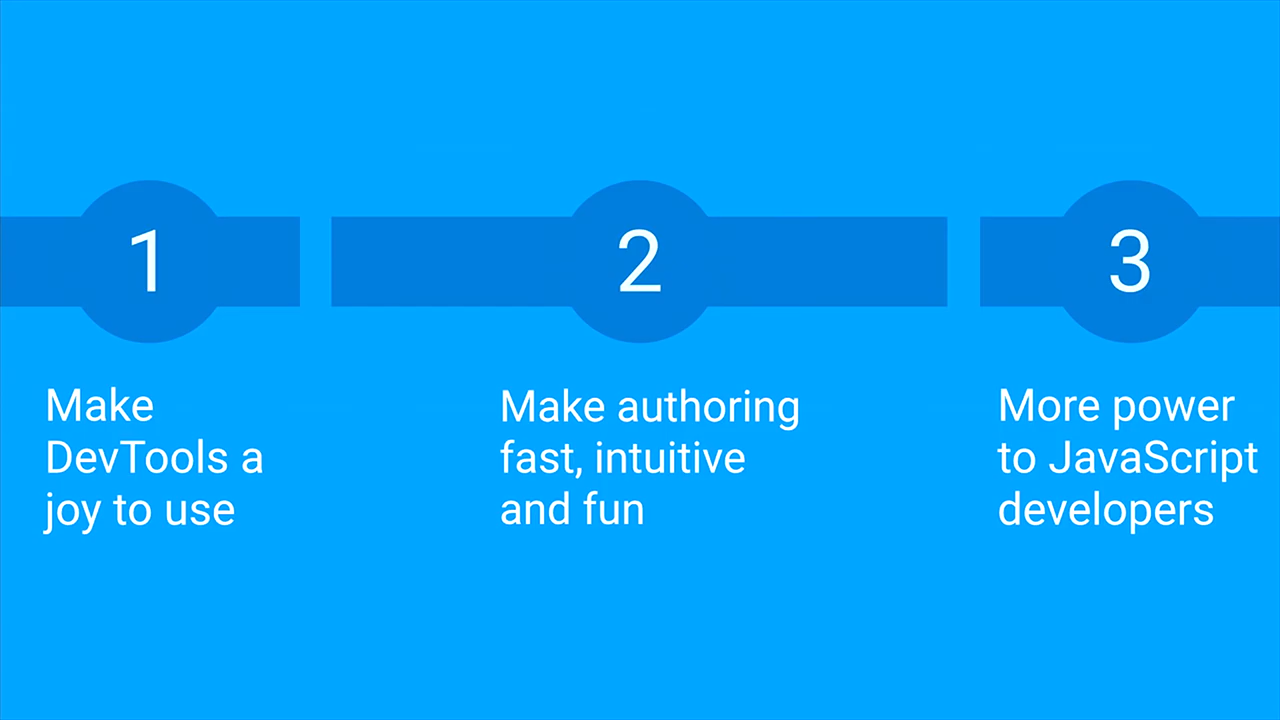 1
Make
DevTools a
joy to use
2
Make authoring
fast, intuitive
and fun
3
More power
to JavaScript
developers